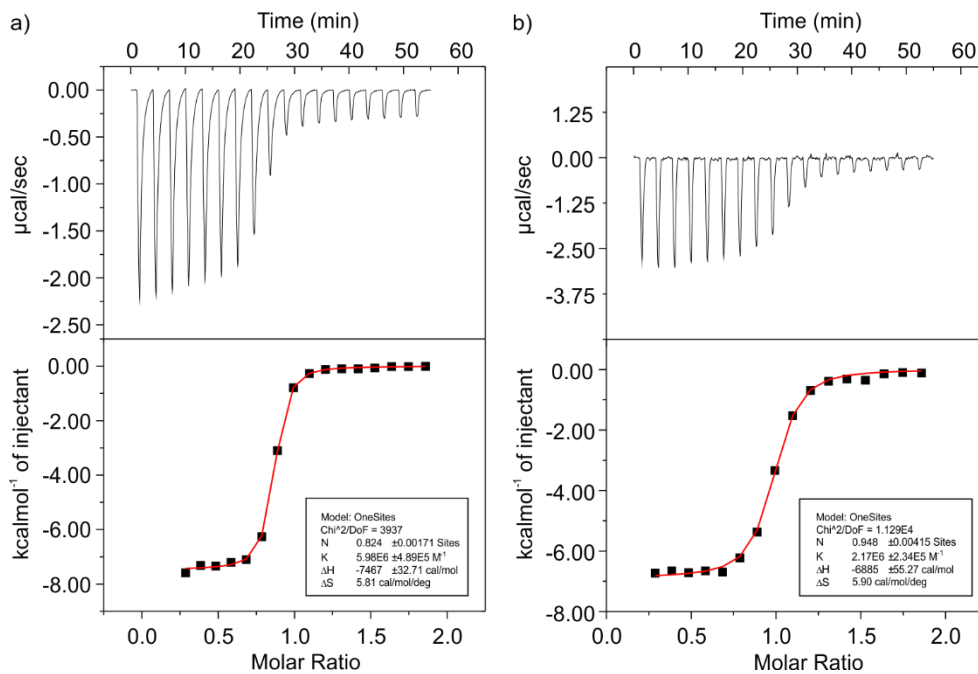 a)
Time (min)
0 10 20 30 40 50 60
0.00
-0.50
-1.00
-1.50
-2.00
-2.50
µcal/sec
0.00
-2.00
-4.00
-6.00
-8.00
kcalmol⁻¹ of injectant
Model: OneSites
Chi^2/DoF = 3937
N 0.824 ±0.00171 Sites
K 5.98E6 ±4.89E5 M⁻¹
ΔH -7467 ±32.71 cal/mol
ΔS 5.81 cal/mol/deg
0.0 0.5 1.0 1.5 2.0
Molar Ratio
b)
Time (min)
0 10 20 30 40 50 60
1.25
0.00
-1.25
-2.50
-3.75
µcal/sec
0.00
-2.00
-4.00
-6.00
-8.00
kcalmol⁻¹ of injectant
Model: OneSites
Chi^2/DoF = 1.129E4
N 0.948 ±0.00415 Sites
K 2.17E6 ±2.34E5 M⁻¹
ΔH -6885 ±55.27 cal/mol
ΔS 5.90 cal/mol/deg
0.0 0.5 1.0 1.5 2.0
Molar Ratio